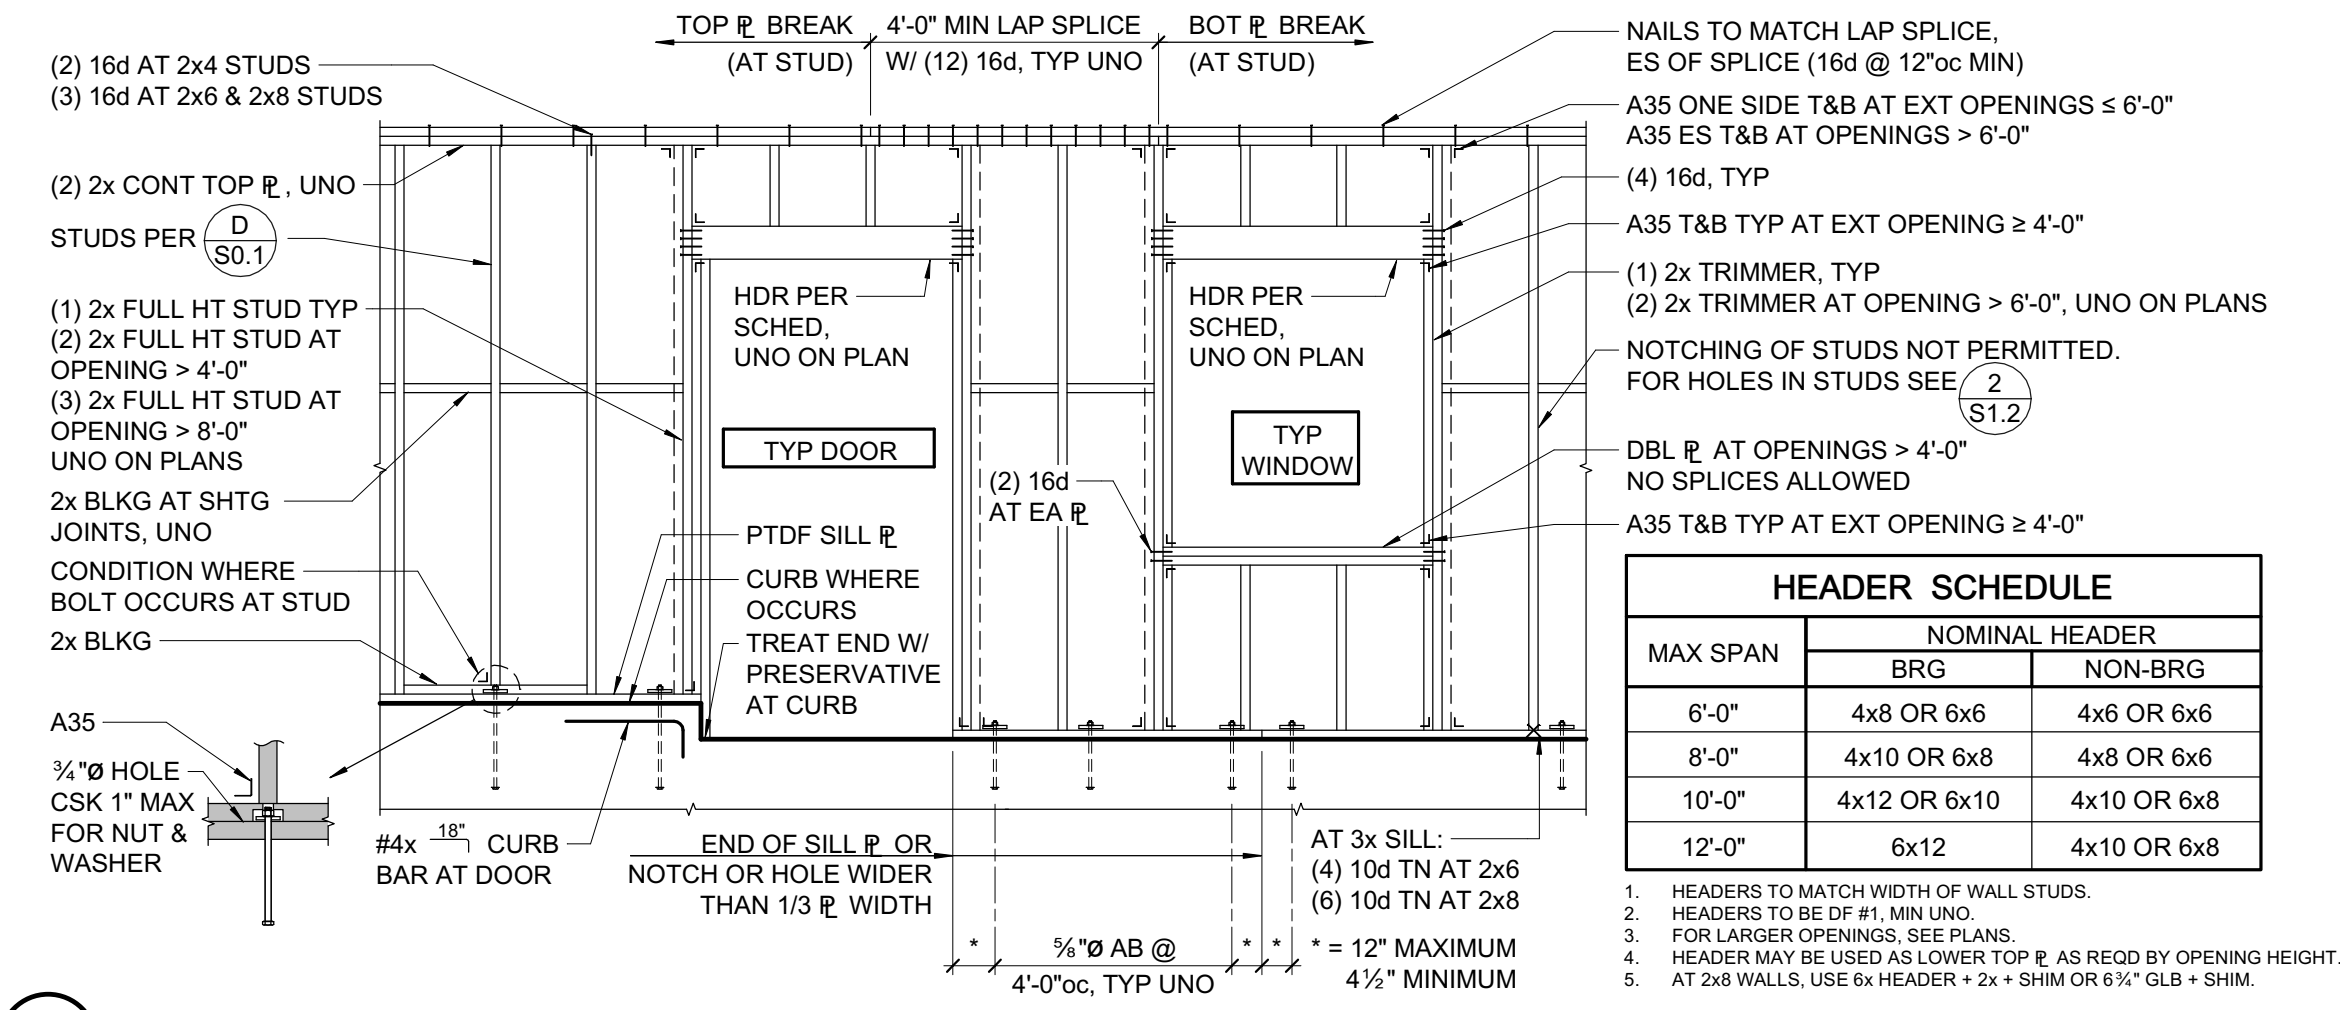 TOP ⅊ BREAK
(AT STUD)
4'-0" MIN LAP SPLICE
W/ (12) 16d, TYP UNO
BOT ⅊ BREAK
(AT STUD)
(2) 16d AT 2x4 STUDS
(3) 16d AT 2x6 & 2x8 STUDS
(2) 2x CONT TOP ⅊, UNO
STUDS PER
D
S0.1
(1) 2x FULL HT STUD TYP
(2) 2x FULL HT STUD AT
OPENING > 4'-0"
(3) 2x FULL HT STUD AT
OPENING > 8'-0"
UNO ON PLANS
2x BLKG AT SHTG
JOINTS, UNO
CONDITION WHERE
BOLT OCCURS AT STUD
2x BLKG
A35
¾"Ø HOLE
CSK 1" MAX
FOR NUT &
WASHER
HDR PER
SCHED,
UNO ON PLAN
TYP DOOR
PTDF SILL ⅊
CURB WHERE
OCCURS
TREAT END W/
PRESERVATIVE
AT CURB
(2) 16d
AT EA ⅊
HDR PER
SCHED,
UNO ON PLAN
TYP
WINDOW
#4x 18" CURB
BAR AT DOOR
END OF SILL ⅊ OR
NOTCH OR HOLE WIDER
THAN 1/3 ⅊ WIDTH
* ⅝"Ø AB @ * *
4'-0"oc, TYP UNO
AT 3x SILL:
(4) 10d TN AT 2x6
(6) 10d TN AT 2x8
* = 12" MAXIMUM
4½" MINIMUM
NAILS TO MATCH LAP SPLICE,
ES OF SPLICE (16d @ 12"oc MIN)
A35 ONE SIDE T&B AT EXT OPENINGS ≤ 6'-0"
A35 ES T&B AT OPENINGS > 6'-0"
(4) 16d, TYP
A35 T&B TYP AT EXT OPENING ≥ 4'-0"
(1) 2x TRIMMER, TYP
(2) 2x TRIMMER AT OPENING > 6'-0", UNO ON PLANS
NOTCHING OF STUDS NOT PERMITTED.
FOR HOLES IN STUDS SEE
2
S1.2
DBL ⅊ AT OPENINGS > 4'-0"
NO SPLICES ALLOWED
A35 T&B TYP AT EXT OPENING ≥ 4'-0"
HEADER SCHEDULE
MAX SPAN NOMINAL HEADER
BRG NON-BRG
6'-0" 4x8 OR 6x6 4x6 OR 6x6
8'-0" 4x10 OR 6x8 4x8 OR 6x6
10'-0" 4x12 OR 6x10 4x10 OR 6x8
12'-0" 6x12 4x10 OR 6x8
1. HEADERS TO MATCH WIDTH OF WALL STUDS.
2. HEADERS TO BE DF #1, MIN UNO.
3. FOR LARGER OPENINGS, SEE PLANS.
4. HEADER MAY BE USED AS LOWER TOP ⅊ AS REQD BY OPENING HEIGHT.
5. AT 2x8 WALLS, USE 6x HEADER + 2x + SHIM OR 6¾" GLB + SHIM.